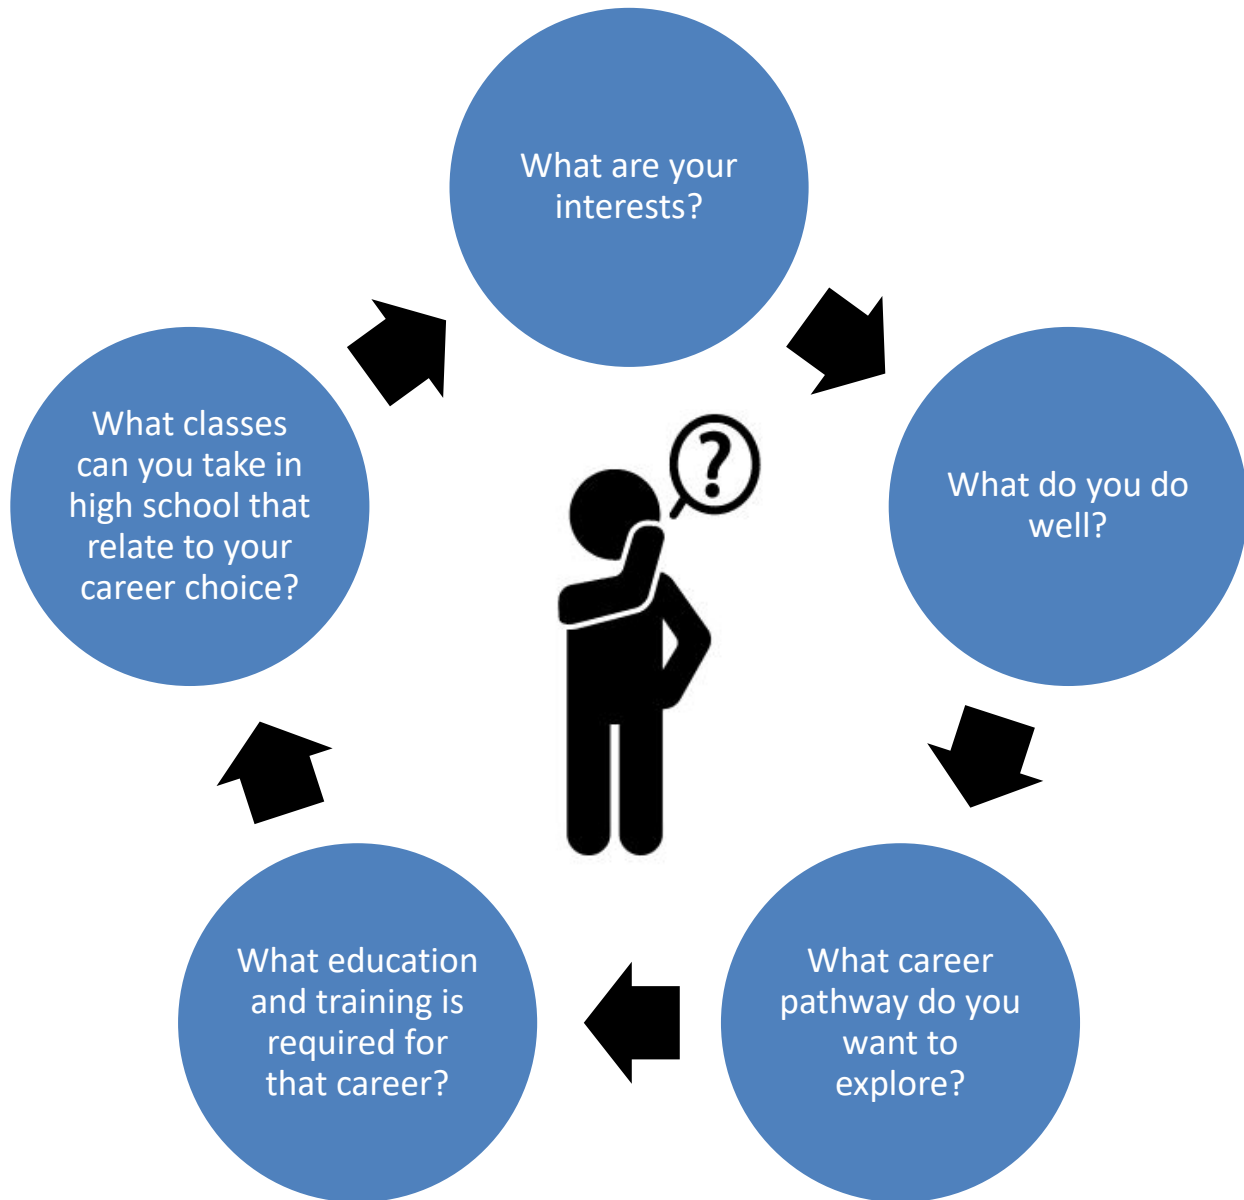 What are your
interests?
What do you do
well?
What career
pathway do you
want to
explore?
What education
and training is
required for
that career?
What classes
can you take in
high school that
relate to your
career choice?
?